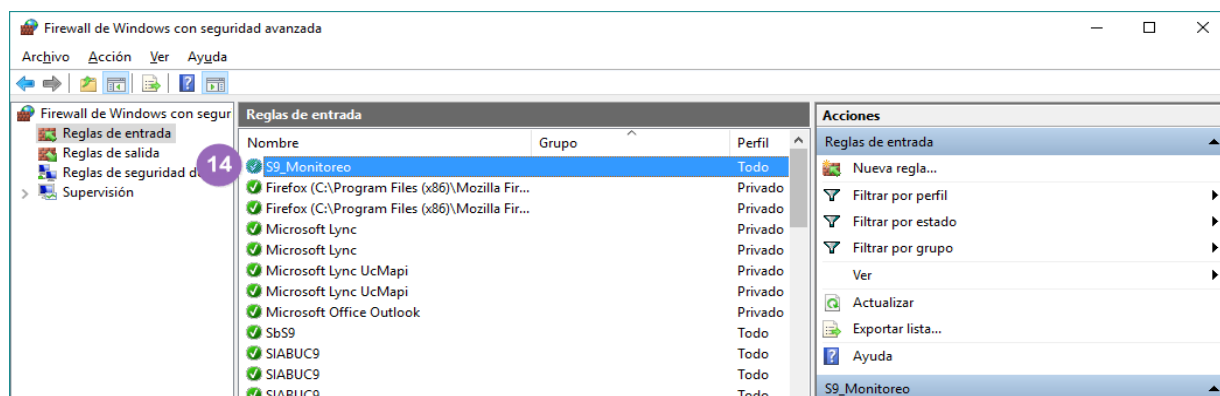 Firewall de Windows con seguridad avanzada
Archivo Acción Ver Ayuda
Firewall de Windows con segur
Reglas de entrada
Reglas de salida
Reglas de seguridad d
Supervisión
14
Reglas de entrada
Nombre Grupo Perfil
S9_Monitoreo Todo
Firefox (C:\Program Files (x86)\Mozilla Fir... Privado
Firefox (C:\Program Files (x86)\Mozilla Fir... Privado
Microsoft Lync Privado
Microsoft Lync Privado
Microsoft Lync UcMapi Privado
Microsoft Lync UcMapi Privado
Microsoft Office Outlook Privado
SbS9 Todo
SIABUC9 Todo
SIABUC9 Todo
SIABUC9 Todo
Acciones
Reglas de entrada
Nueva regla...
Filtrar por perfil
Filtrar por estado
Filtrar por grupo
Ver
Actualizar
Exportar lista...
Ayuda
S9_Monitoreo